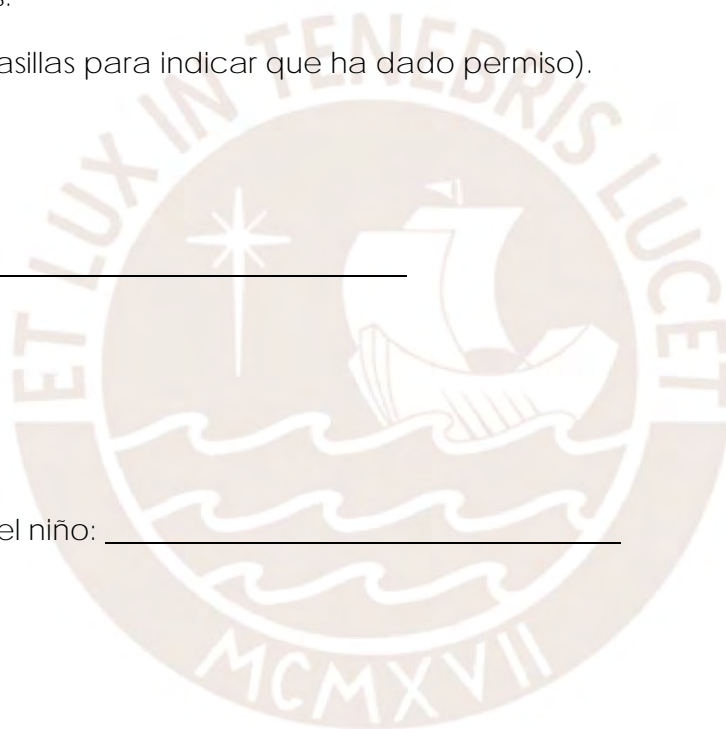 asillas para indicar que ha dado permiso).
ET LUX IN TENEBRIS LUCET
el niño:
MCMXVII